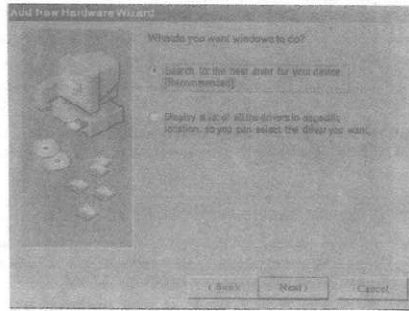 Add New Hardware Wizard
What do you want Windows to do?
Search for the best driver for your device.
(Recommended)
Display a list of all the drivers in a specific
location, so you can select the driver you want.
< Back
Next >
Cancel